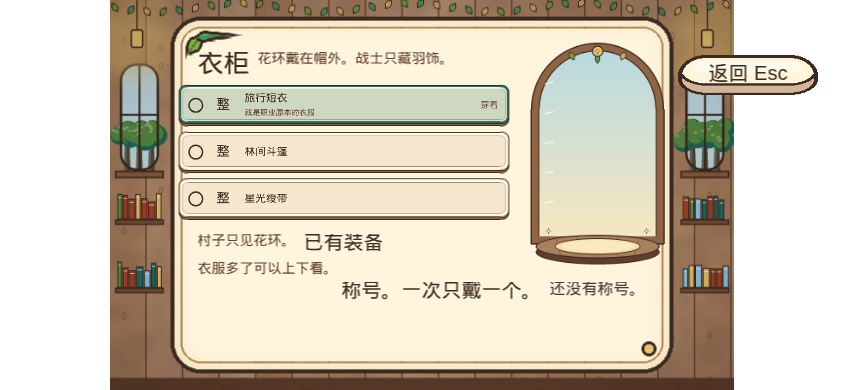 衣柜 花环戴在帽外。战士只藏羽饰。
返回 Esc
整 旅行短衣 穿着
就是职业原本的衣服
整 林间斗篷
整 星光绶带
村子只见花环。 已有装备
衣服多了可以上下看。
称号。一次只戴一个。 还没有称号。